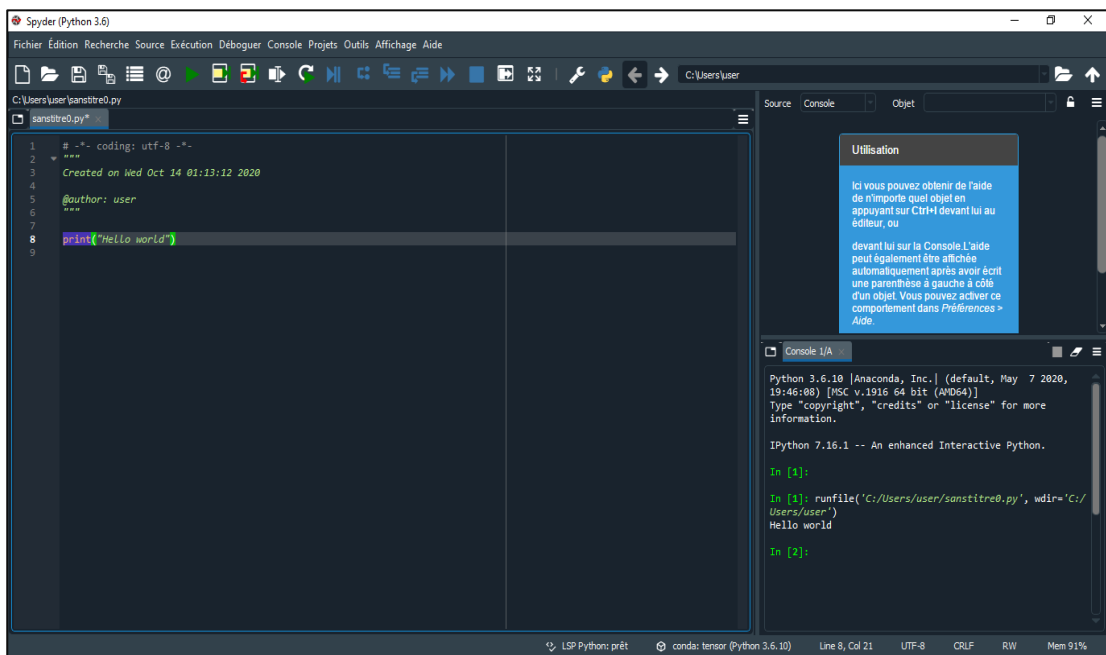 Spyder (Python 3.6)
Fichier Édition Recherche Source Exécution Déboguer Console Projets Outils Affichage Aide
C:\Users\user
C:\Users\user\sanstitre0.py
sanstitre0.py*
1 # -*- coding: utf-8 -*-
2 """
3 Created on Wed Oct 14 01:13:12 2020
4
5 @author: user
6 """
7
8 print("Hello world")
9
Source Console Objet
Utilisation
Ici vous pouvez obtenir de l'aide
de n'importe quel objet en
appuyant sur Ctrl+I devant lui au
éditeur, ou
devant lui sur la Console.L'aide
peut également être affichée
automatiquement après avoir écrit
une parenthèse à gauche à côté
d'un objet. Vous pouvez activer ce
comportement dans Préférences >
Aide.
Console 1/A
Python 3.6.10 |Anaconda, Inc.| (default, May  7 2020,
19:46:08) [MSC v.1916 64 bit (AMD64)]
Type "copyright", "credits" or "license" for more
information.
IPython 7.16.1 -- An enhanced Interactive Python.
In [1]:
In [1]: runfile('C:/Users/user/sanstitre0.py', wdir='C:/
Users/user')
Hello world
In [2]:
LSP Python: prêt conda: tensor (Python 3.6.10) Line 8, Col 21 UTF-8 CRLF RW Mem 91%